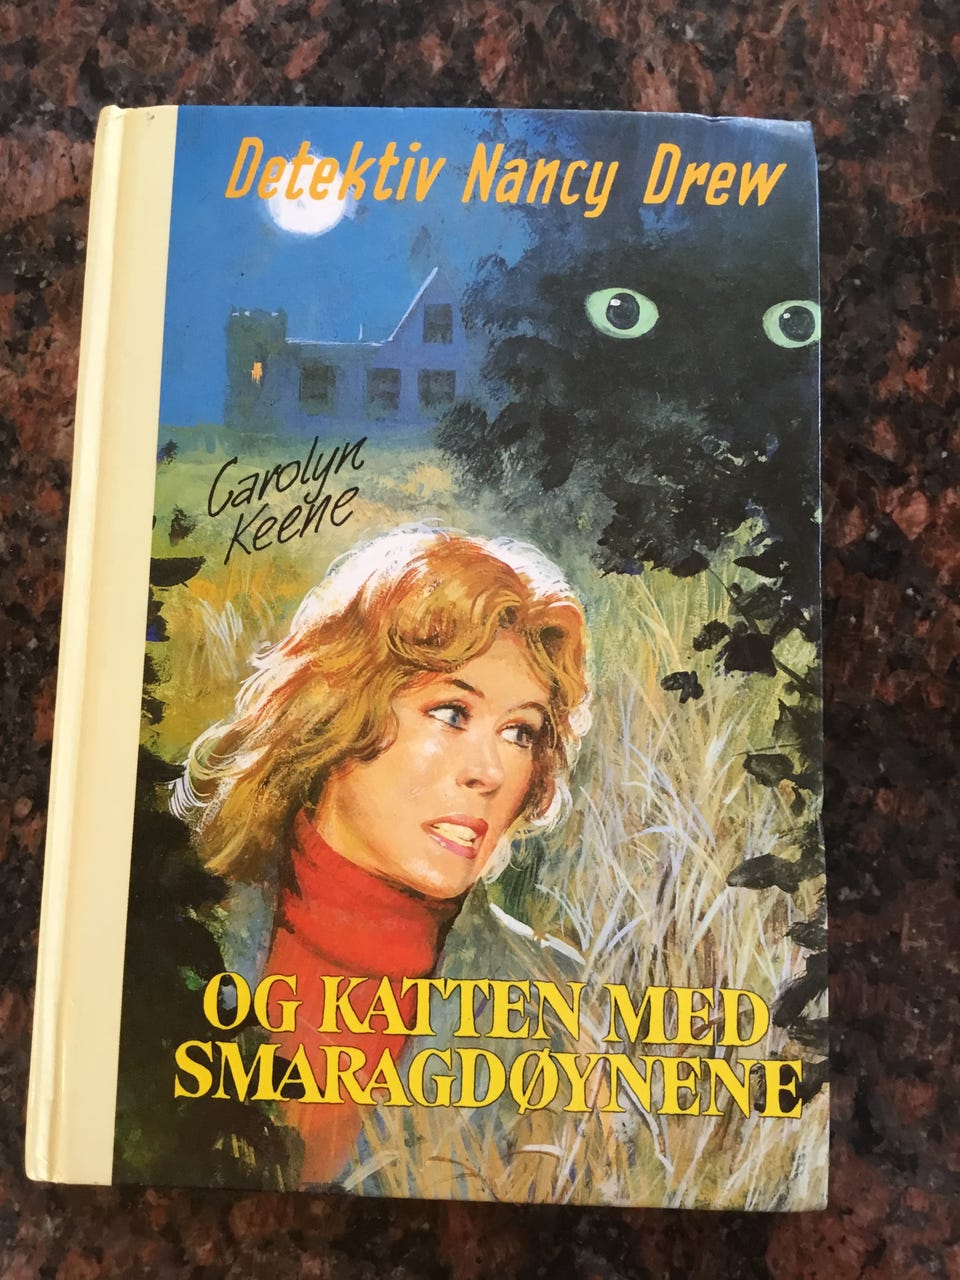 Detektiv Nancy Drew
Carolyn
Keene
OG KATTEN MED
SMARAGDØYNENE